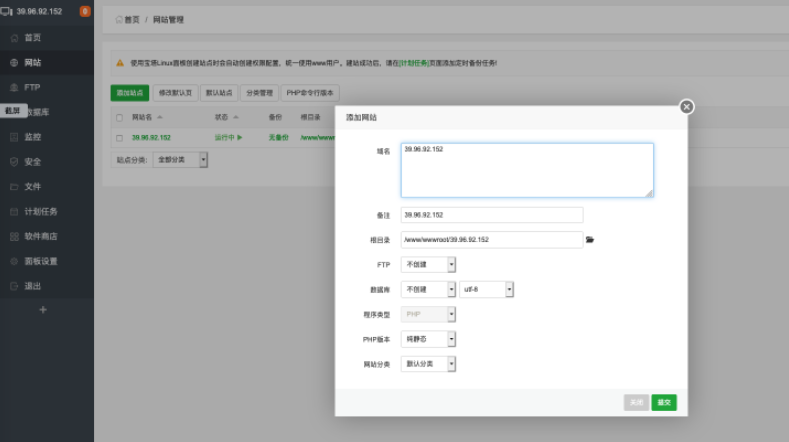 39.96.92.152 0
首页
网站
FTP
截屏
数据库
监控
安全
文件
计划任务
软件商店
面板设置
退出
+
首页 / 网站管理
使用宝塔Linux面板创建站点时会自动创建权限配置，统一使用www用户。建站成功后，请在[计划任务]页面添加定时备份任务!
添加站点 修改默认页 默认站点 分类管理 PHP命令行版本
网站名 状态 备份 根目录
39.96.92.152 运行中 无备份 /www/wwwr
站点分类: 全部分类
添加网站
域名 39.96.92.152
备注 39.96.92.152
根目录 /www/wwwroot/39.96.92.152
FTP 不创建
数据库 不创建 utf-8
程序类型 PHP
PHP版本 纯静态
网站分类 默认分类
关闭 提交